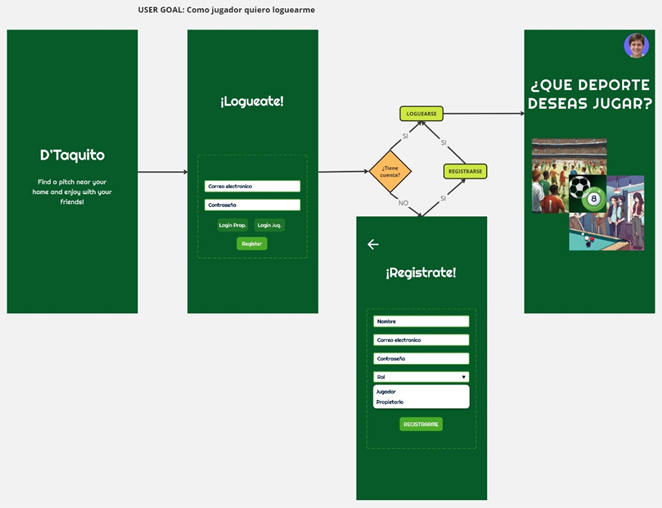 USER GOAL: Como jugador quiero loguearme
D'Taquito
Find a pitch near your
home and enjoy with your
friends!
¡Logueate!
Correo electronico
Contraseña
Login Prop.
Login Jug.
Register
¿Tiene
cuenta?
SI
LOGUEARSE
SI
REGISTRARSE
NO
SI
¡Registrate!
Nombre
Correo electronico
Contraseña
Rol
Jugador
Propietario
REGISTRARME
¿QUE DEPORTE
DESEAS JUGAR?
8